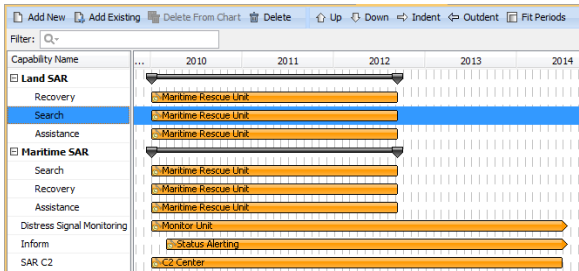 Add New Add Existing Delete From Chart Delete Up Down Indent Outdent Fit Periods
Filter:
Capability Name ... 2010 2011 2012 2013 2014
Land SAR
Recovery Maritime Rescue Unit
Search Maritime Rescue Unit
Assistance Maritime Rescue Unit
Maritime SAR
Search Maritime Rescue Unit
Recovery Maritime Rescue Unit
Assistance Maritime Rescue Unit
Distress Signal Monitoring Monitor Unit
Inform Status Alerting
SAR C2 C2 Center